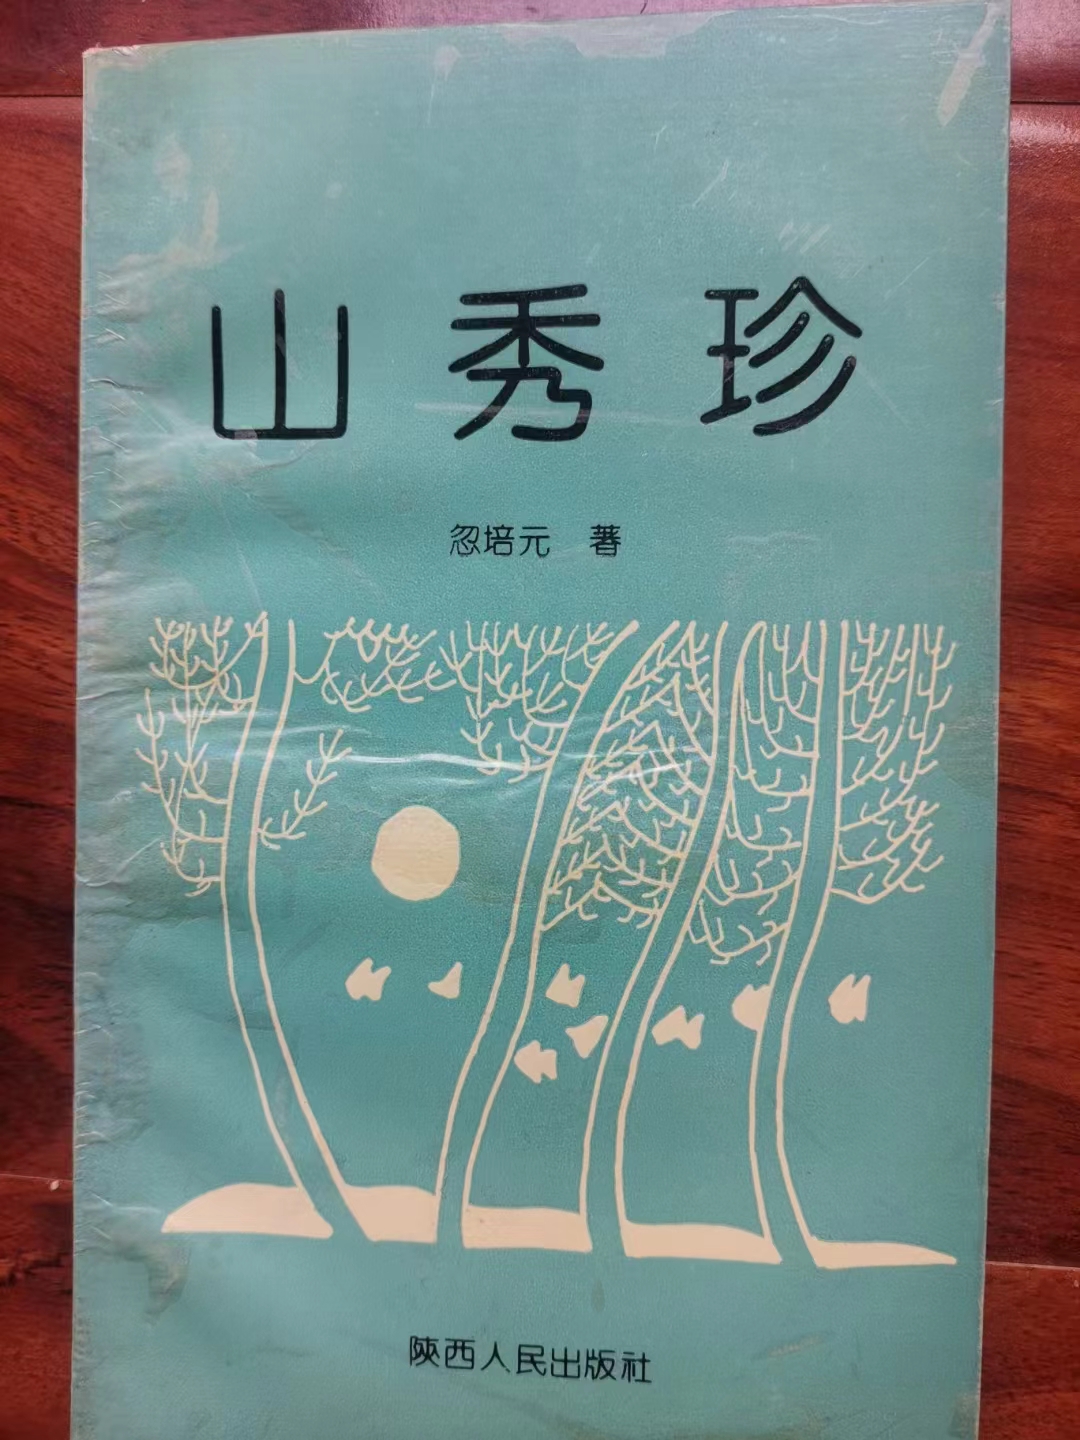 山秀珍
忽培元 著
陕西人民出版社